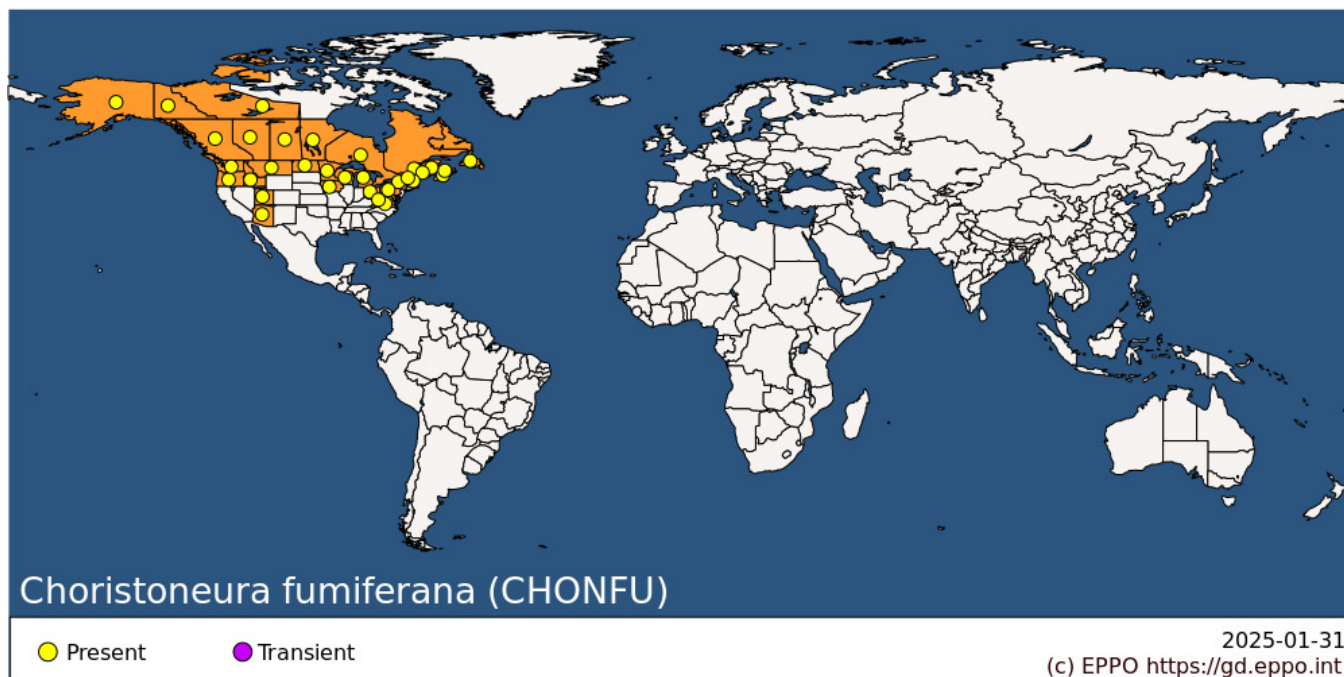 Choristoneura fumiferana (CHONFU)
Present
Transient
2025-01-31
(c) EPPO https://gd.eppo.int